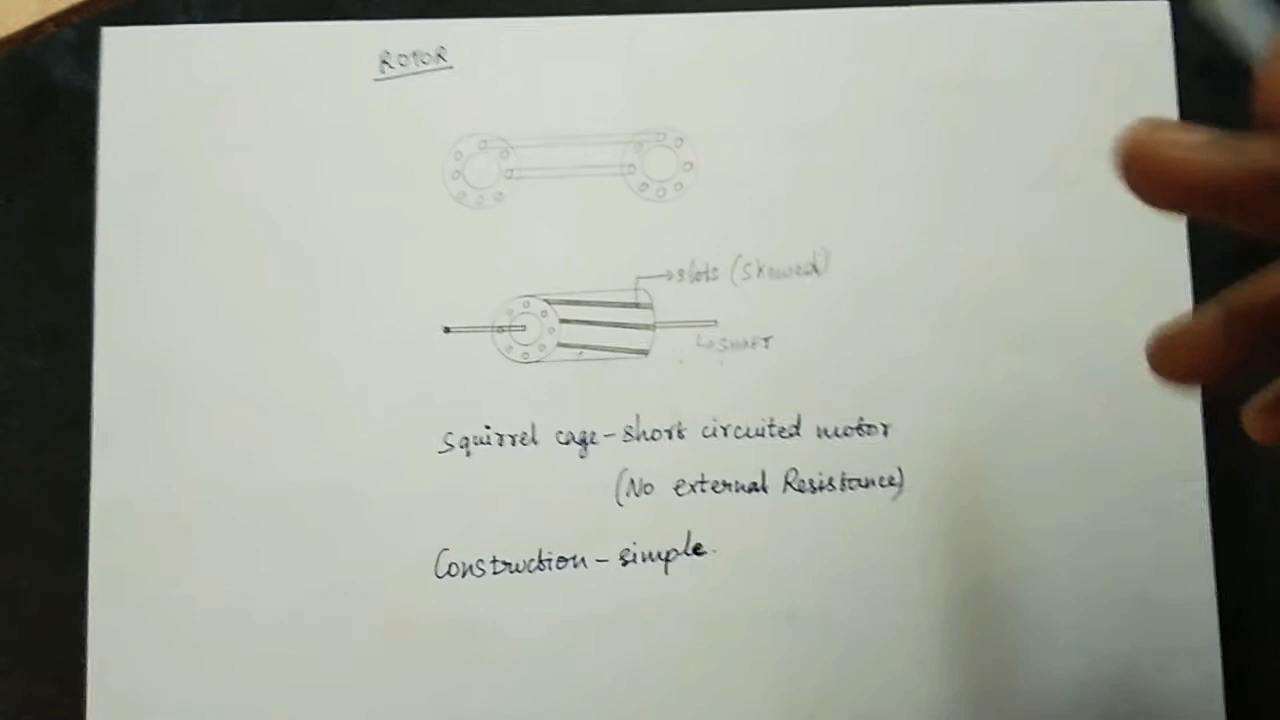 ROTOR
slots (Skewed)
SHAFT
Squirrel cage - Short circuited motor
(No external Resistance)
Construction - simple.